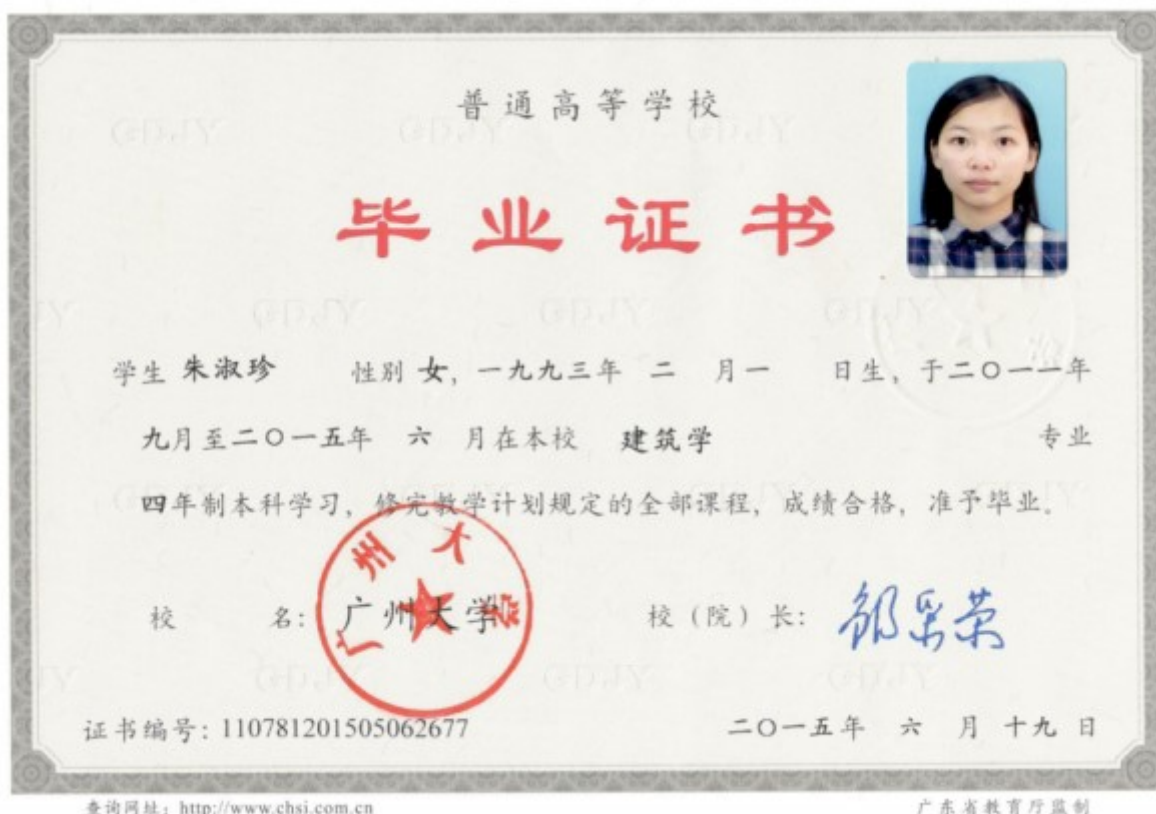 普通高等学校
毕业证书
学生 朱淑珍 性别 女, 一九九三年 二 月一 日生, 于二〇一一年
九月至二〇一五年 六 月在本校 建筑学 专业
四年制本科学习, 修完教学计划规定的全部课程, 成绩合格, 准予毕业。
广州大学
校 名: 广州大学 校 (院) 长:
证书编号: 110781201505062677 二〇一五年 六 月 十九 日
查询网址: http://www.chsi.com.cn 广东省教育厅监制